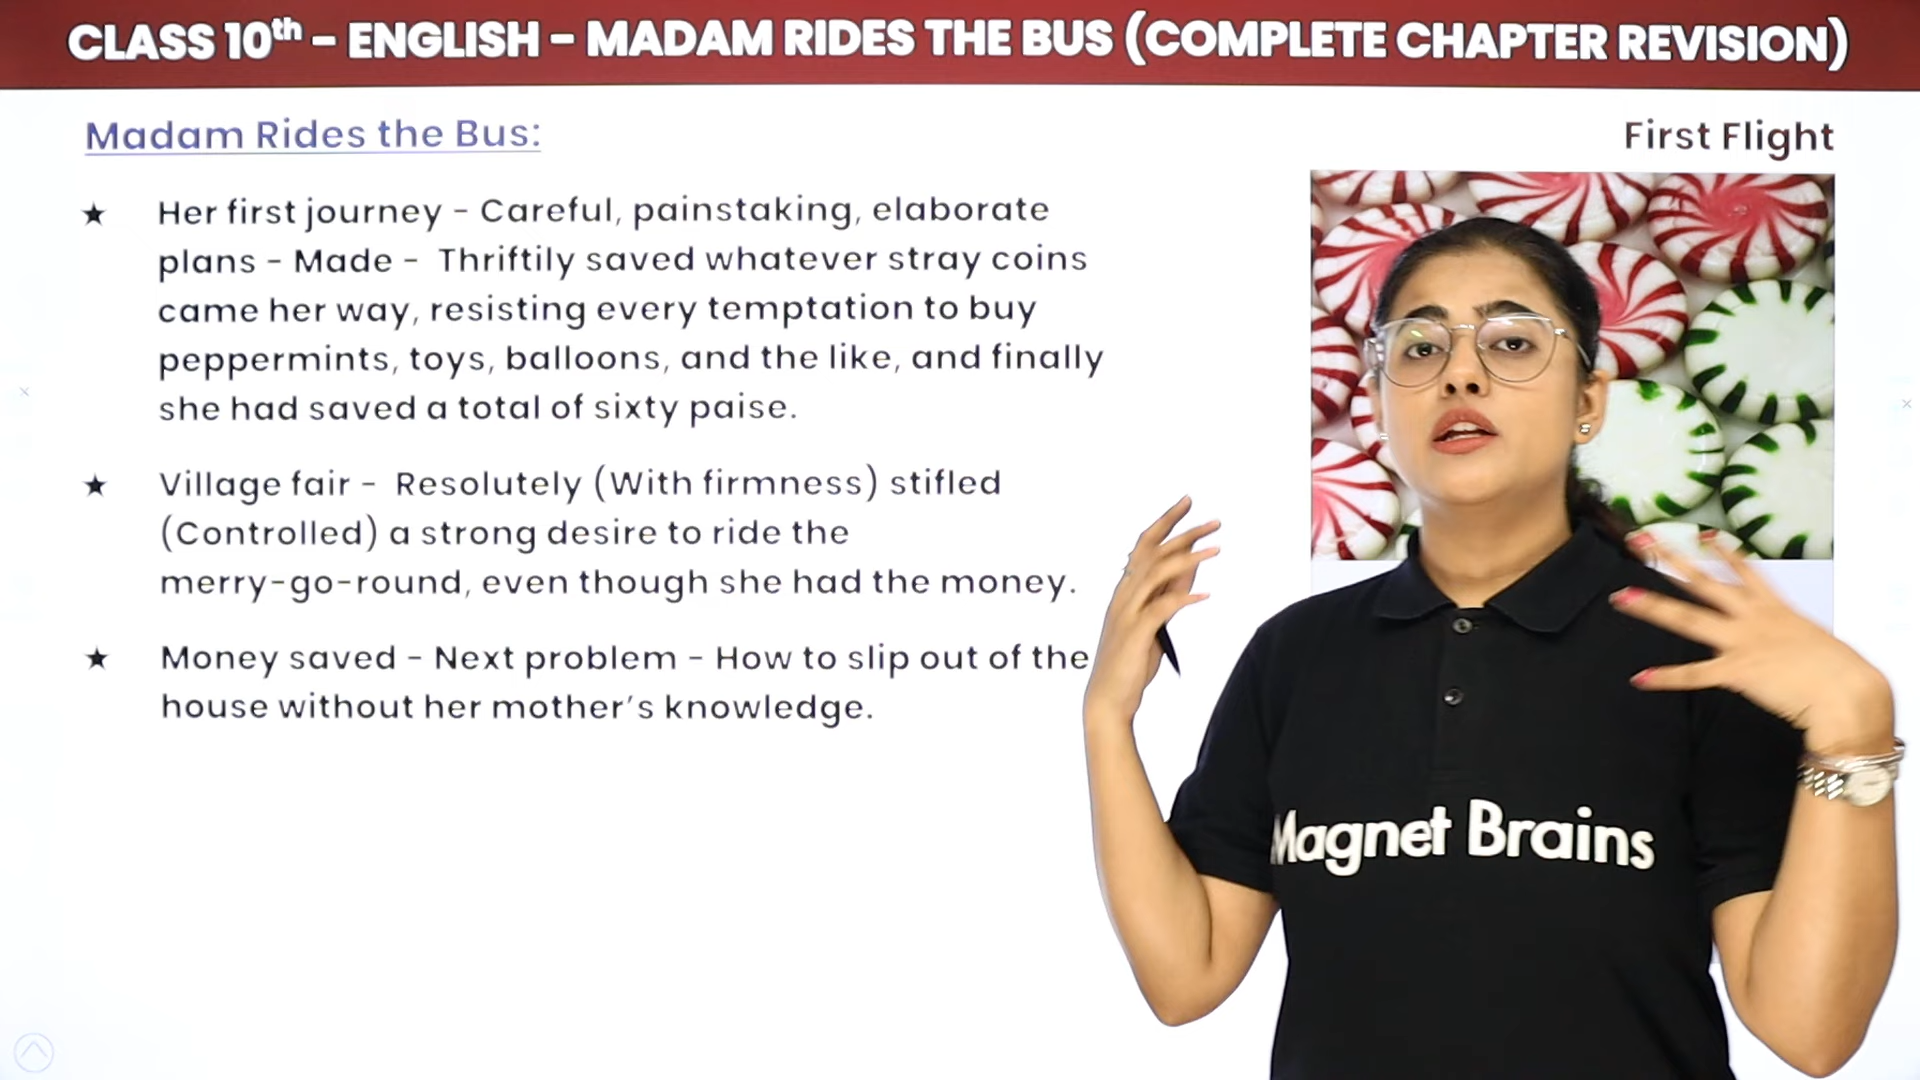 CLASS 10th - ENGLISH - MADAM RIDES THE BUS (COMPLETE CHAPTER REVISION)
Madam Rides the Bus:
First Flight
★ Her first journey - Careful, painstaking, elaborate
plans - Made - Thriftily saved whatever stray coins
came her way, resisting every temptation to buy
peppermints, toys, balloons, and the like, and finally
she had saved a total of sixty paise.
★ Village fair - Resolutely (With firmness) stifled
(Controlled) a strong desire to ride the
merry-go-round, even though she had the money.
★ Money saved - Next problem - How to slip out of the
house without her mother's knowledge.
Magnet Brains